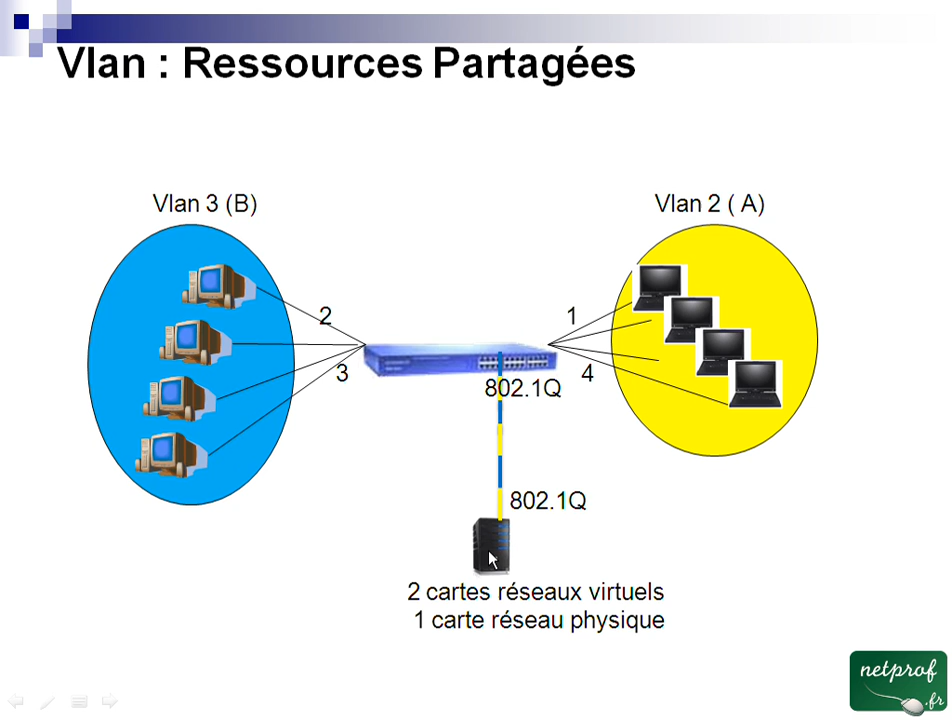 Vlan : Ressources Partagées
Vlan 3 (B)
Vlan 2 ( A)
2
1
3
4
802.1Q
802.1Q
2 cartes réseaux virtuels
1 carte réseau physique
netprof
.fr